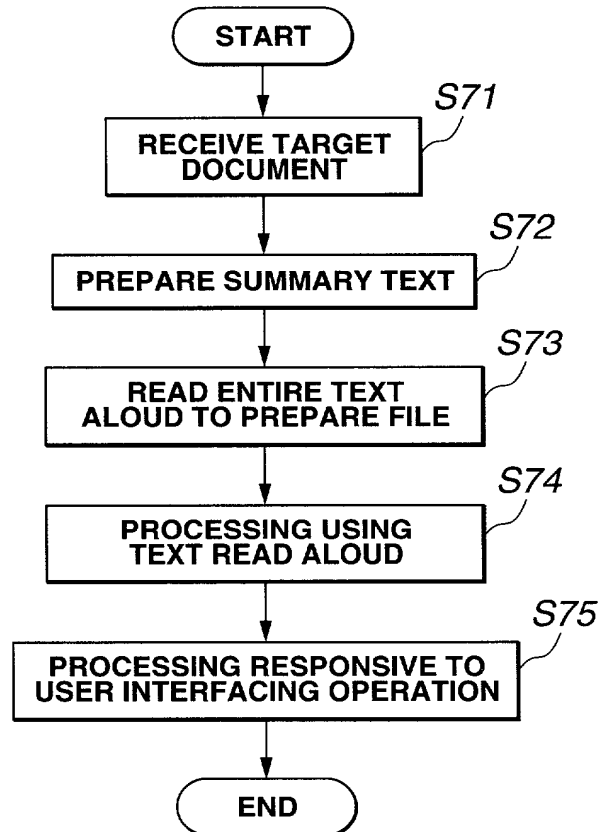 START
S71
RECEIVE TARGET
DOCUMENT
S72
PREPARE SUMMARY TEXT
S73
READ ENTIRE TEXT
ALOUD TO PREPARE FILE
S74
PROCESSING USING
TEXT READ ALOUD
S75
PROCESSING RESPONSIVE TO
USER INTERFACING OPERATION
END